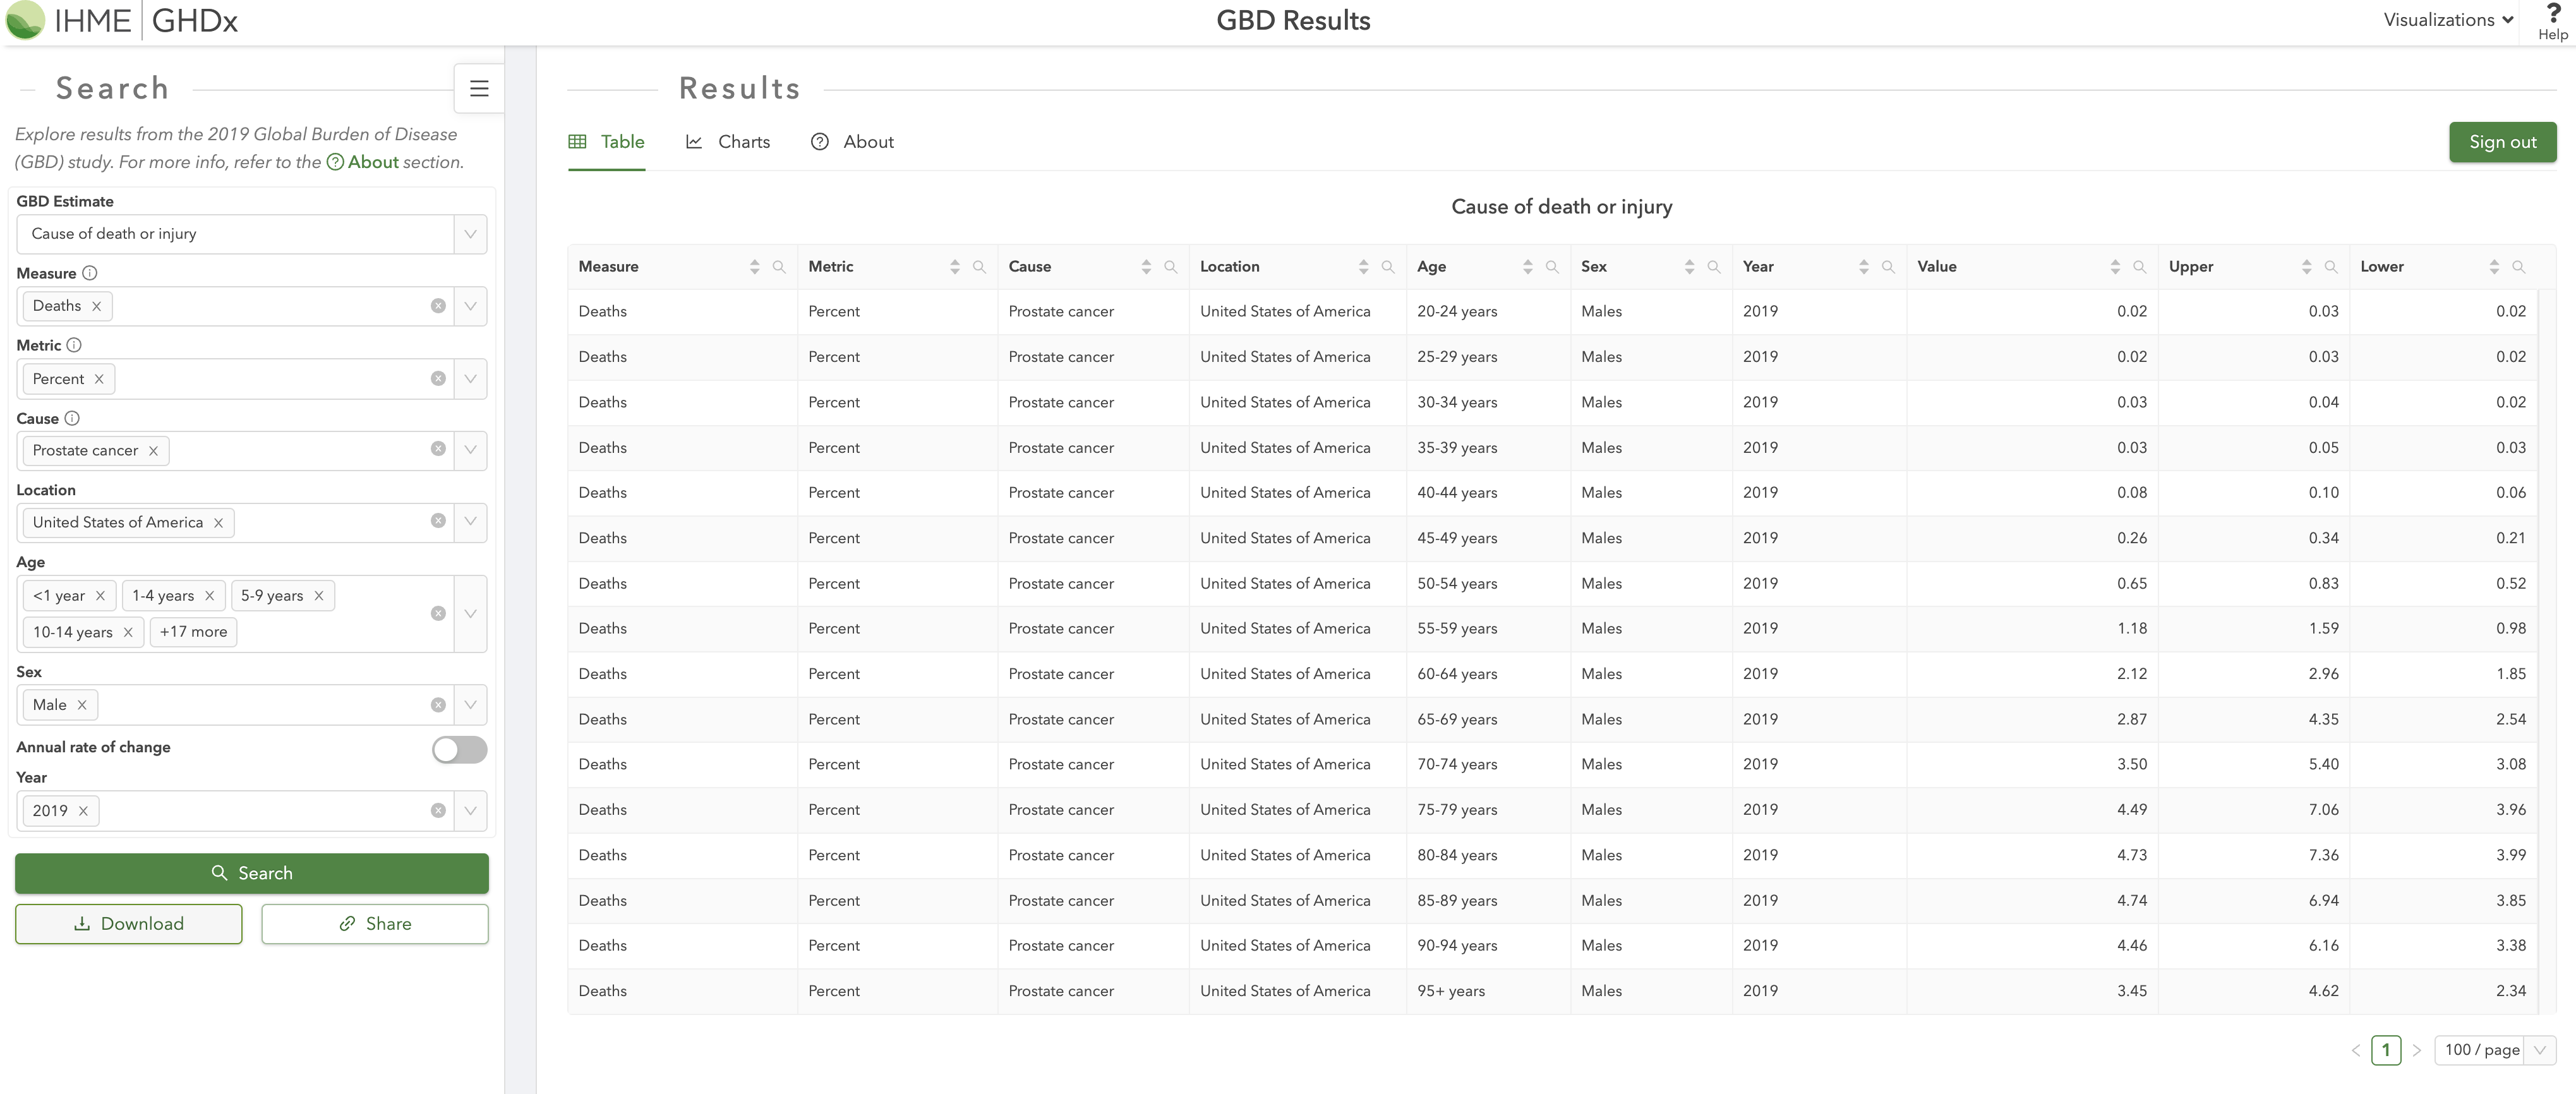 IHME | GHDx
GBD Results
Visualizations
?
Help
Search
Explore results from the 2019 Global Burden of Disease
(GBD) study. For more info, refer to the ? About section.
GBD Estimate
Cause of death or injury
Measure
Deaths
Metric
Percent
Cause
Prostate cancer
Location
United States of America
Age
<1 year 1-4 years 5-9 years
10-14 years +17 more
Sex
Male
Annual rate of change
Year
2019
Search
Download Share
Results
Table Charts ? About
Sign out
Cause of death or injury
Measure Metric Cause Location Age Sex Year Value Upper Lower
Deaths Percent Prostate cancer United States of America 20-24 years Males 2019 0.02 0.03 0.02
Deaths Percent Prostate cancer United States of America 25-29 years Males 2019 0.02 0.03 0.02
Deaths Percent Prostate cancer United States of America 30-34 years Males 2019 0.03 0.04 0.02
Deaths Percent Prostate cancer United States of America 35-39 years Males 2019 0.03 0.05 0.03
Deaths Percent Prostate cancer United States of America 40-44 years Males 2019 0.08 0.10 0.06
Deaths Percent Prostate cancer United States of America 45-49 years Males 2019 0.26 0.34 0.21
Deaths Percent Prostate cancer United States of America 50-54 years Males 2019 0.65 0.83 0.52
Deaths Percent Prostate cancer United States of America 55-59 years Males 2019 1.18 1.59 0.98
Deaths Percent Prostate cancer United States of America 60-64 years Males 2019 2.12 2.96 1.85
Deaths Percent Prostate cancer United States of America 65-69 years Males 2019 2.87 4.35 2.54
Deaths Percent Prostate cancer United States of America 70-74 years Males 2019 3.50 5.40 3.08
Deaths Percent Prostate cancer United States of America 75-79 years Males 2019 4.49 7.06 3.96
Deaths Percent Prostate cancer United States of America 80-84 years Males 2019 4.73 7.36 3.99
Deaths Percent Prostate cancer United States of America 85-89 years Males 2019 4.74 6.94 3.85
Deaths Percent Prostate cancer United States of America 90-94 years Males 2019 4.46 6.16 3.38
Deaths Percent Prostate cancer United States of America 95+ years Males 2019 3.45 4.62 2.34
< 1 > 100 / page